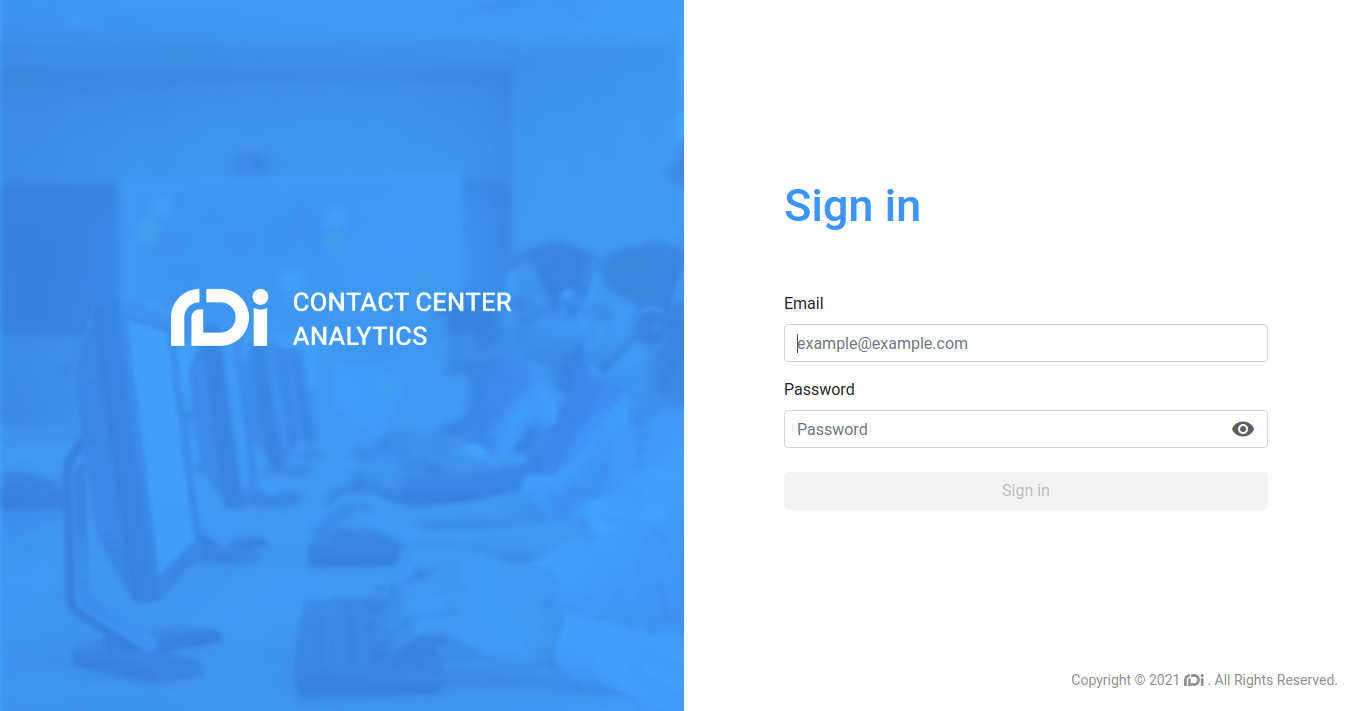 rDi CONTACT CENTER
ANALYTICS
Sign in
Email
example@example.com
Password
Password
Sign in
Copyright © 2021 rDi . All Rights Reserved.